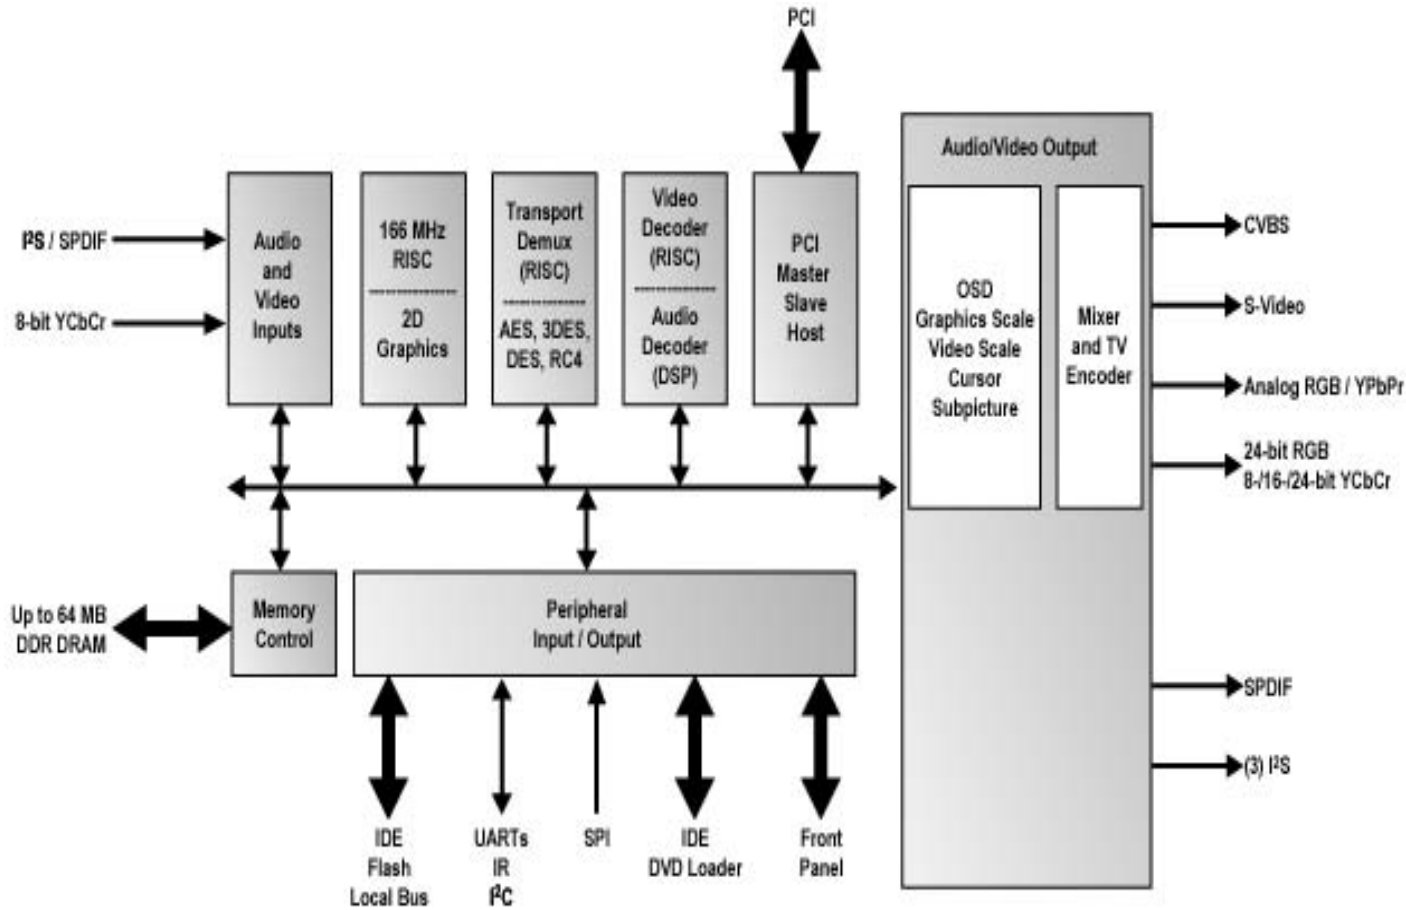 PCI
Audio/Video Output
I²S / SPDIF
8-bit YCbCr
Audio
and
Video
Inputs
166 MHz
RISC
2D
Graphics
Transport
Demux
(RISC)
AES, 3DES,
DES, RC4
Video
Decoder
(RISC)
Audio
Decoder
(DSP)
PCI
Master
Slave
Host
OSD
Graphics Scale
Video Scale
Cursor
Subpicture
Mixer
and TV
Encoder
CVBS
S-Video
Analog RGB / YPbPr
24-bit RGB
8-/16-/24-bit YCbCr
Up to 64 MB
DDR DRAM
Memory
Control
Peripheral
Input / Output
SPDIF
(3) I²S
IDE
Flash
Local Bus
UARTs
IR
I²C
SPI
IDE
DVD Loader
Front
Panel